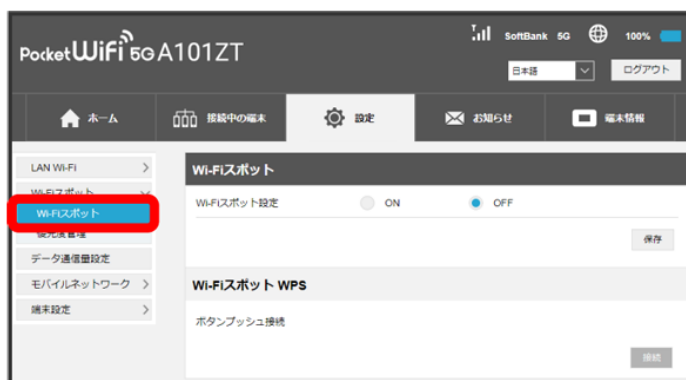 Pocket WiFi 5G A101ZT
SoftBank 5G 100%
日本語 ログアウト
ホーム 接続中の端末 設定 お知らせ 端末情報
LAN Wi-Fi
Wi-Fiスポット
Wi-Fiスポット
優先度管理
データ通信量設定
モバイルネットワーク
端末設定
Wi-Fiスポット
Wi-Fiスポット設定 ON OFF
保存
Wi-Fiスポット WPS
ボタンプッシュ接続
接続